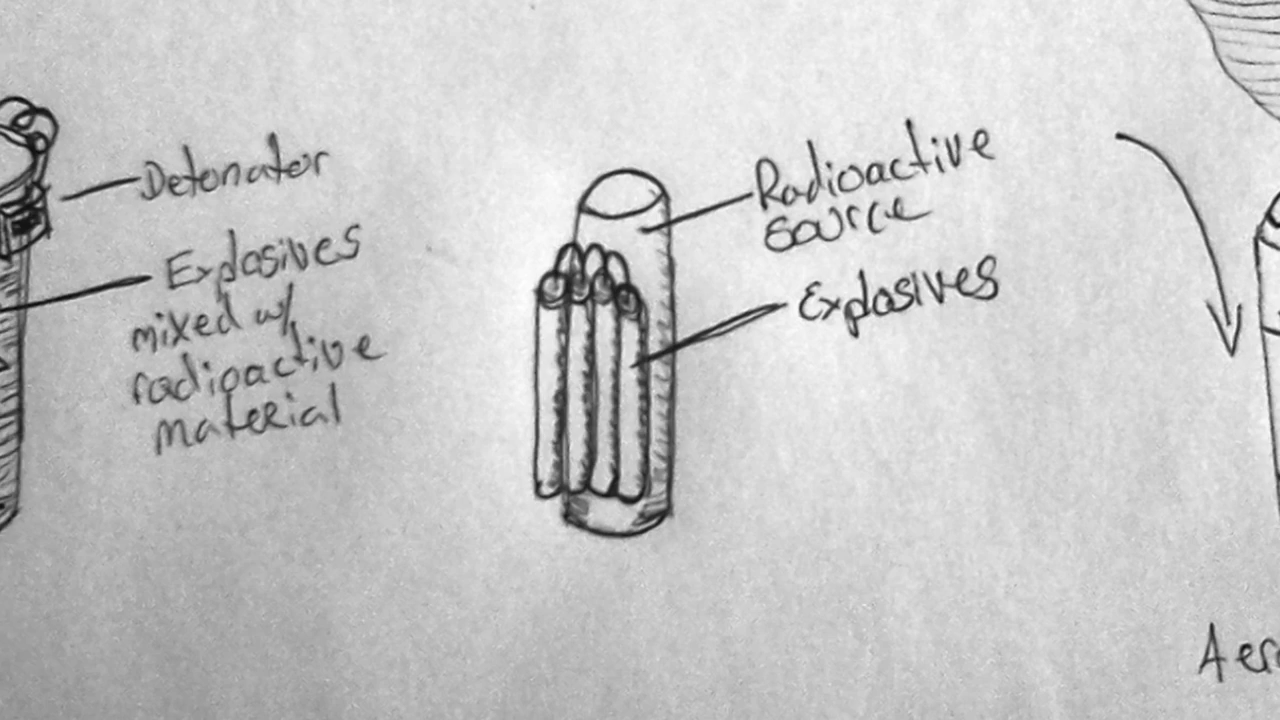 Detonator
Explosives
mixed w/
radioactive
material
Radioactive
source
Explosives